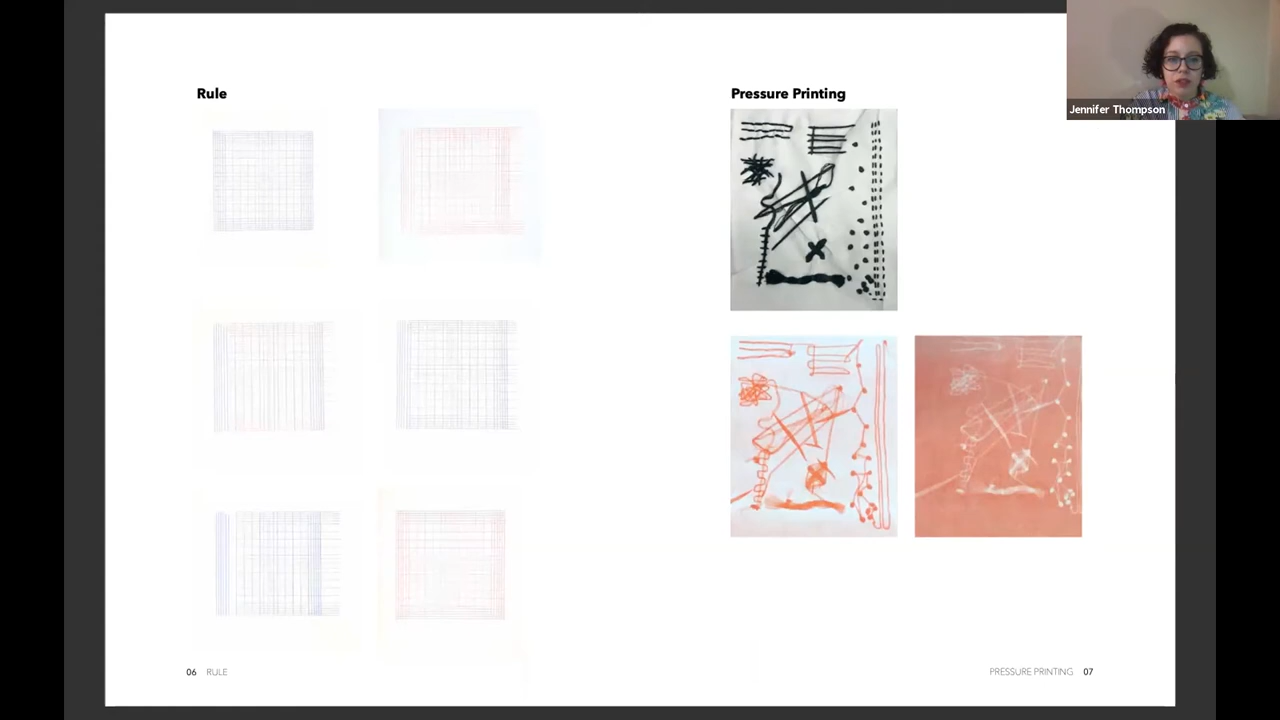 Rule
Pressure Printing
Jennifer Thompson
06 RULE
PRESSURE PRINTING 07